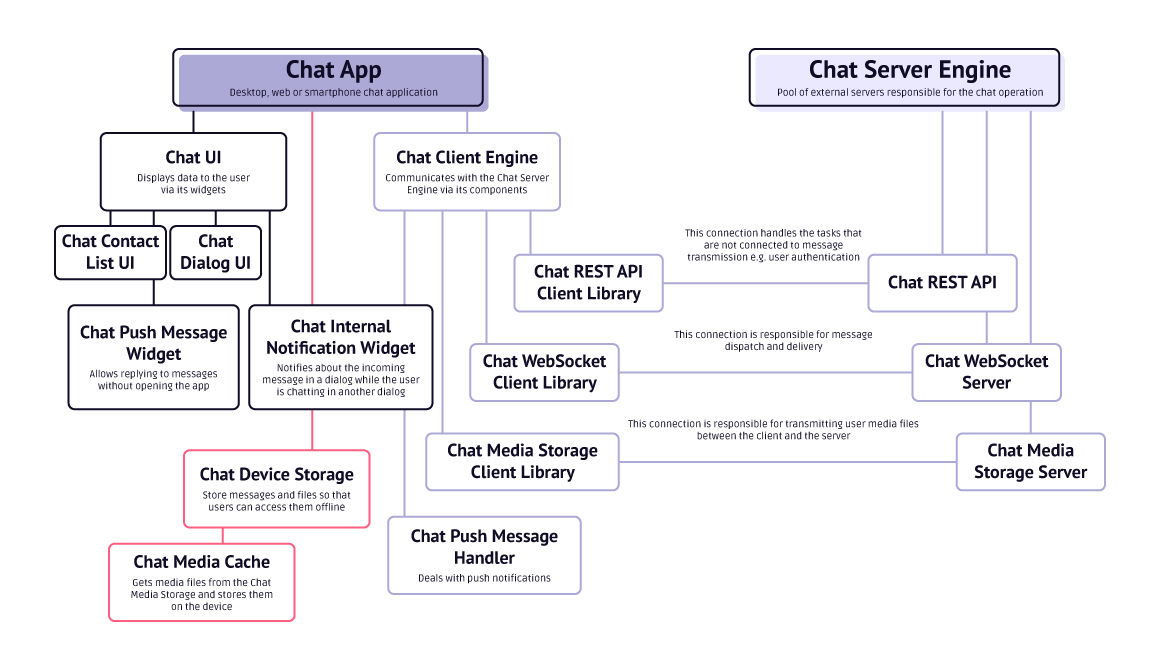 Chat App
Desktop, web or smartphone chat application
Chat Server Engine
Pool of external servers responsible for the chat operation
Chat UI
Displays data to the user
via its widgets
Chat Client Engine
Communicates with the Chat Server
Engine via its components
Chat Contact
List UI
Chat
Dialog UI
This connection handles the tasks that
are not connected to message
transmission e.g. user authentication
Chat REST API
Client Library
Chat REST API
Chat Push Message
Widget
Allows replying to messages
without opening the app
Chat Internal
Notification Widget
Notifies about the incoming
message in a dialog while the user
is chatting in another dialog
This connection is responsible for message
dispatch and delivery
Chat WebSocket
Client Library
Chat WebSocket
Server
This connection is responsible for transmitting user media files
between the client and the server
Chat Media Storage
Client Library
Chat Media
Storage Server
Chat Device Storage
Store messages and files so that
users can access them offline
Chat Push Message
Handler
Deals with push notifications
Chat Media Cache
Gets media files from the Chat
Media Storage and stores them
on the device